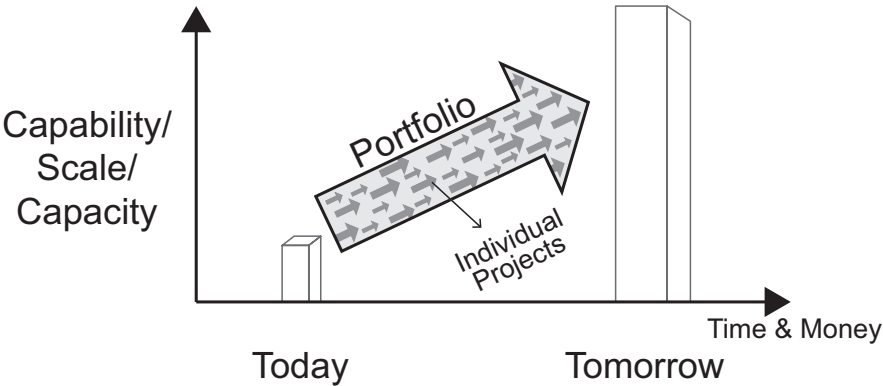 Capability/
Scale/
Capacity
Portfolio
Individual
Projects
Time & Money
Today
Tomorrow